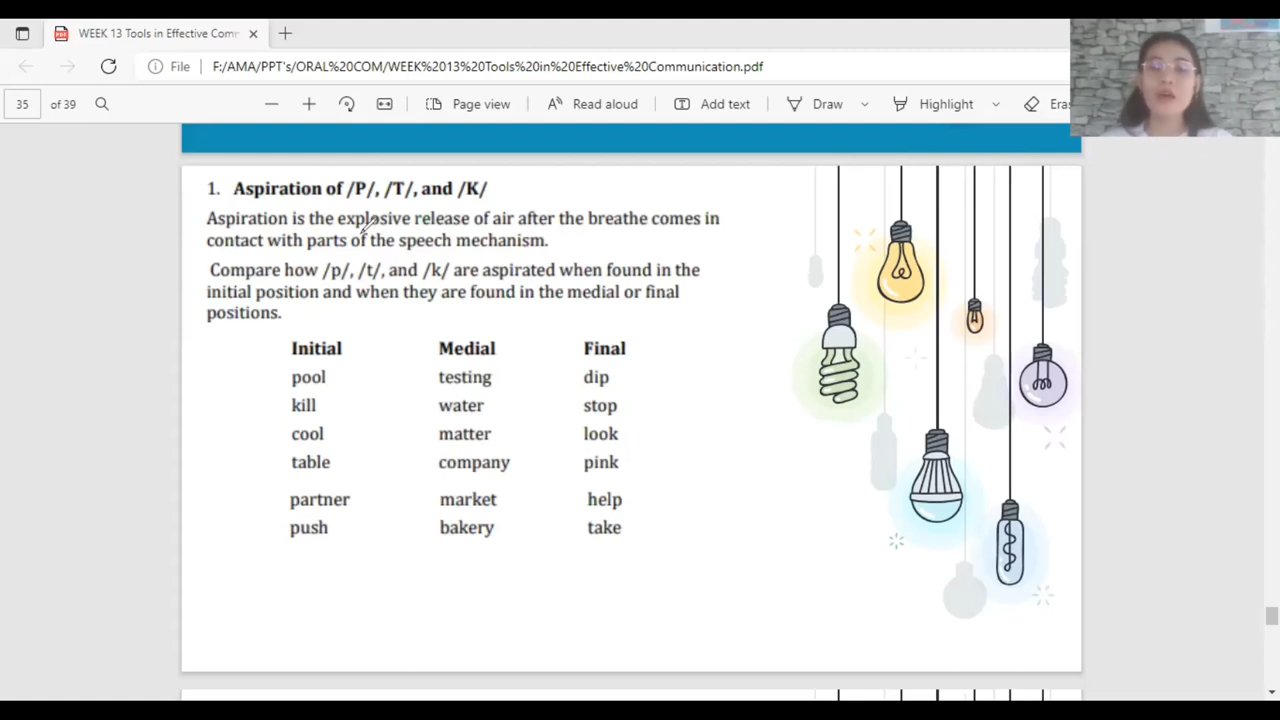 WEEK 13 Tools in Effective Comm
File F:/AMA/PPT's/ORAL%20COM/WEEK%2013%20Tools%20in%20Effective%20Communication.pdf
35 of 39 Page view Read aloud Add text Draw Highlight Eras
1. Aspiration of /P/, /T/, and /K/
Aspiration is the explosive release of air after the breathe comes in
contact with parts of the speech mechanism.
Compare how /p/, /t/, and /k/ are aspirated when found in the
initial position and when they are found in the medial or final
positions.
Initial Medial Final
pool testing dip
kill water stop
cool matter look
table company pink
partner market help
push bakery take